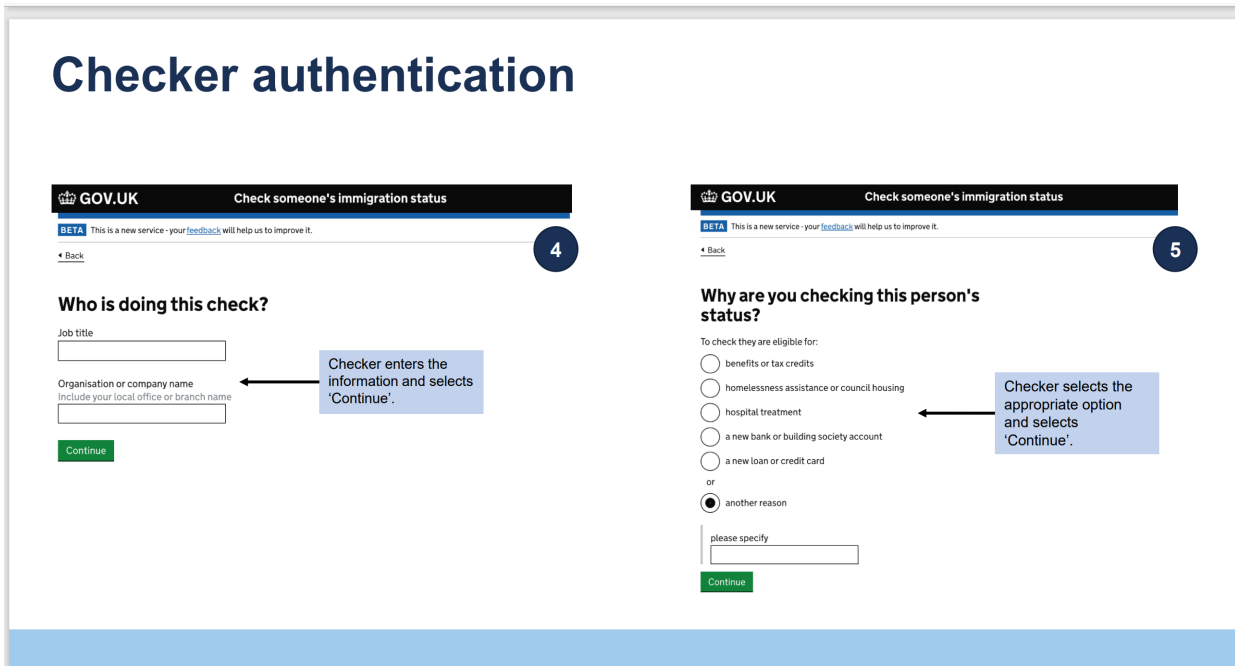 Checker authentication
GOV.UK
Check someone's immigration status
BETA This is a new service - your feedback will help us to improve it.
Back
4
Who is doing this check?
Job title
Organisation or company name
Include your local office or branch name
Continue
Checker enters the
information and selects
‘Continue’.
GOV.UK
Check someone's immigration status
BETA This is a new service - your feedback will help us to improve it.
Back
5
Why are you checking this person's
status?
To check they are eligible for:
benefits or tax credits
homelessness assistance or council housing
hospital treatment
a new bank or building society account
a new loan or credit card
or
another reason
please specify
Continue
Checker selects the
appropriate option
and selects
‘Continue’.